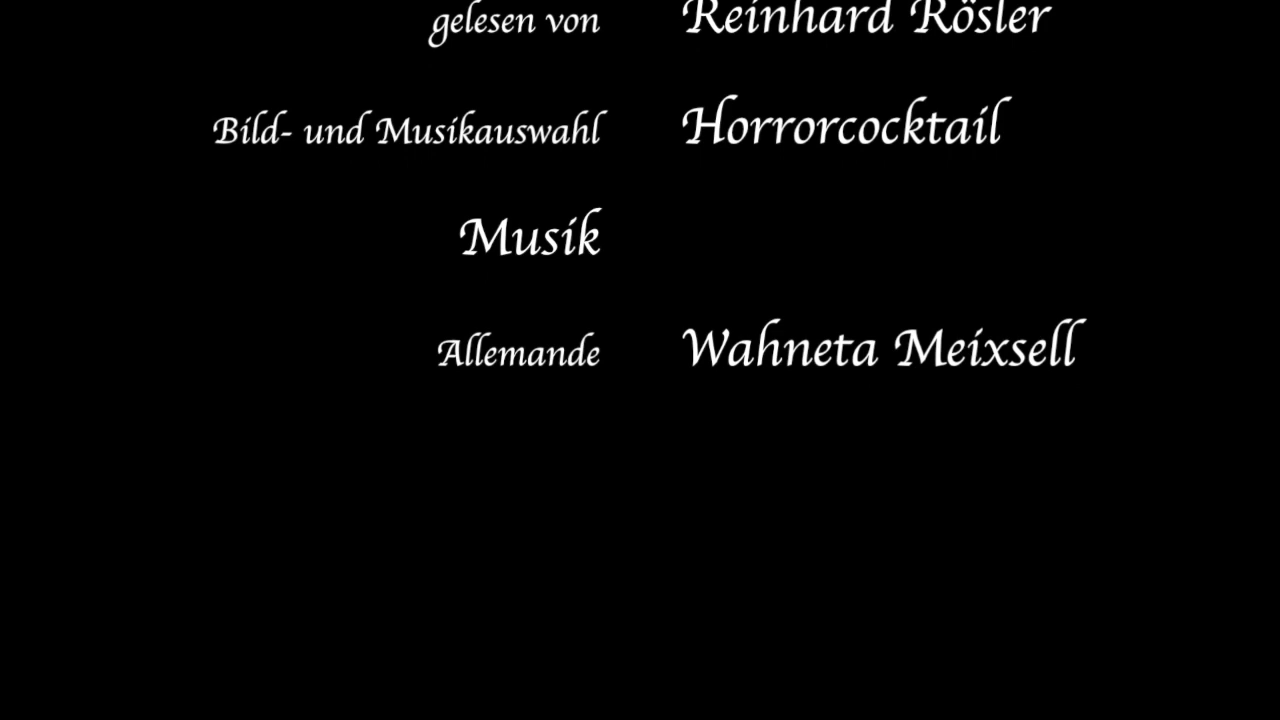 gelesen von Reinhard Rösler
Bild- und Musikauswahl Horrorcocktail
Musik
Allemande Wahneta Meixsell